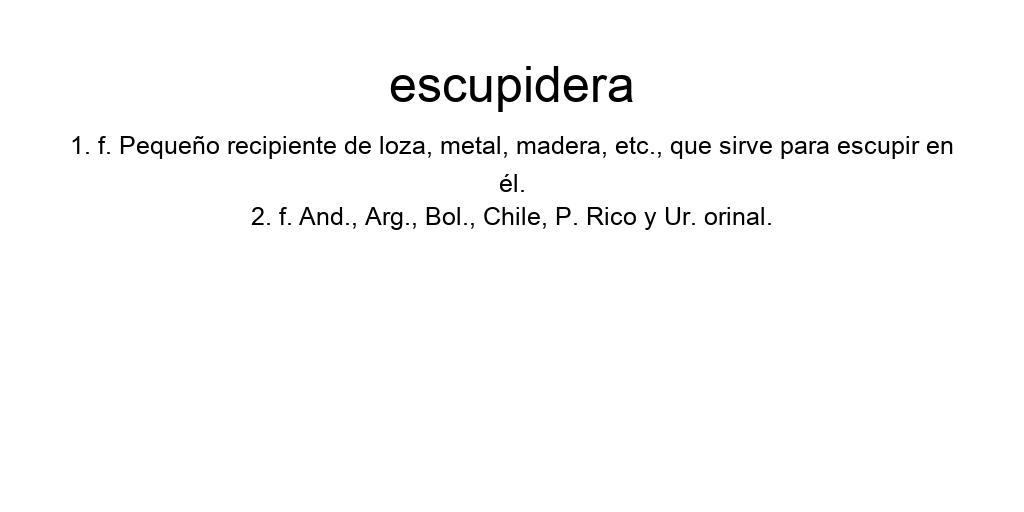 escupidera
1. f. Pequeño recipiente de loza, metal, madera, etc., que sirve para escupir en
él.
2. f. And., Arg., Bol., Chile, P. Rico y Ur. orinal.